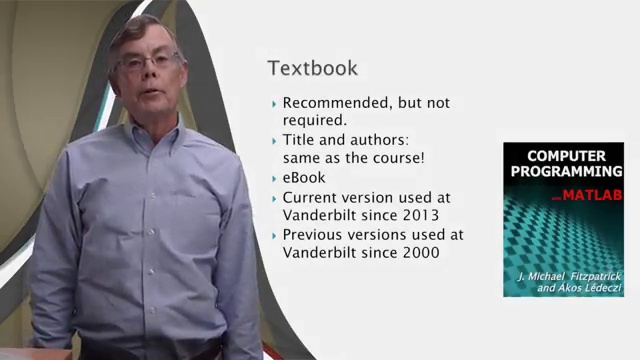 Textbook
Recommended, but not
required.
Title and authors:
same as the course!
eBook
Current version used at
Vanderbilt since 2013
Previous versions used at
Vanderbilt since 2000
COMPUTER
PROGRAMMING
with MATLAB
J. Michael Fitzpatrick
and Ákos Lédeczi